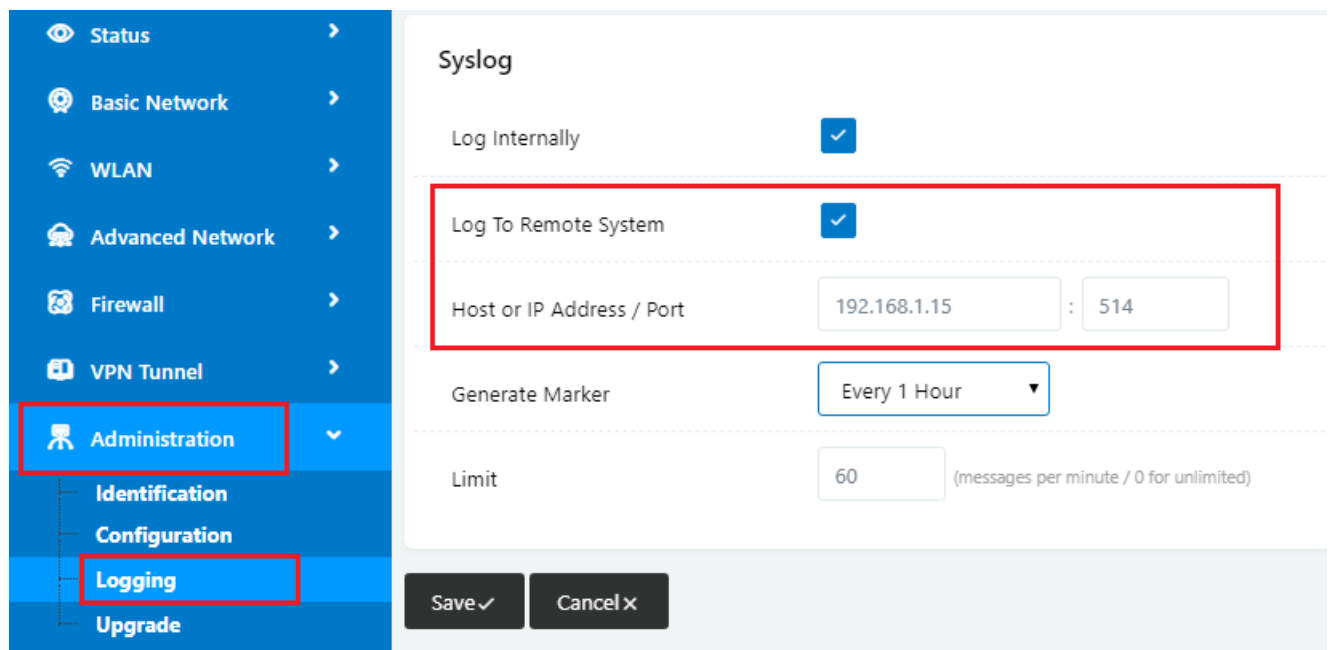 Status
Basic Network
WLAN
Advanced Network
Firewall
VPN Tunnel
Administration
Identification
Configuration
Logging
Upgrade
Syslog
Log Internally
Log To Remote System
Host or IP Address / Port 192.168.1.15 : 514
Generate Marker Every 1 Hour
Limit 60 (messages per minute / 0 for unlimited)
Save Cancel